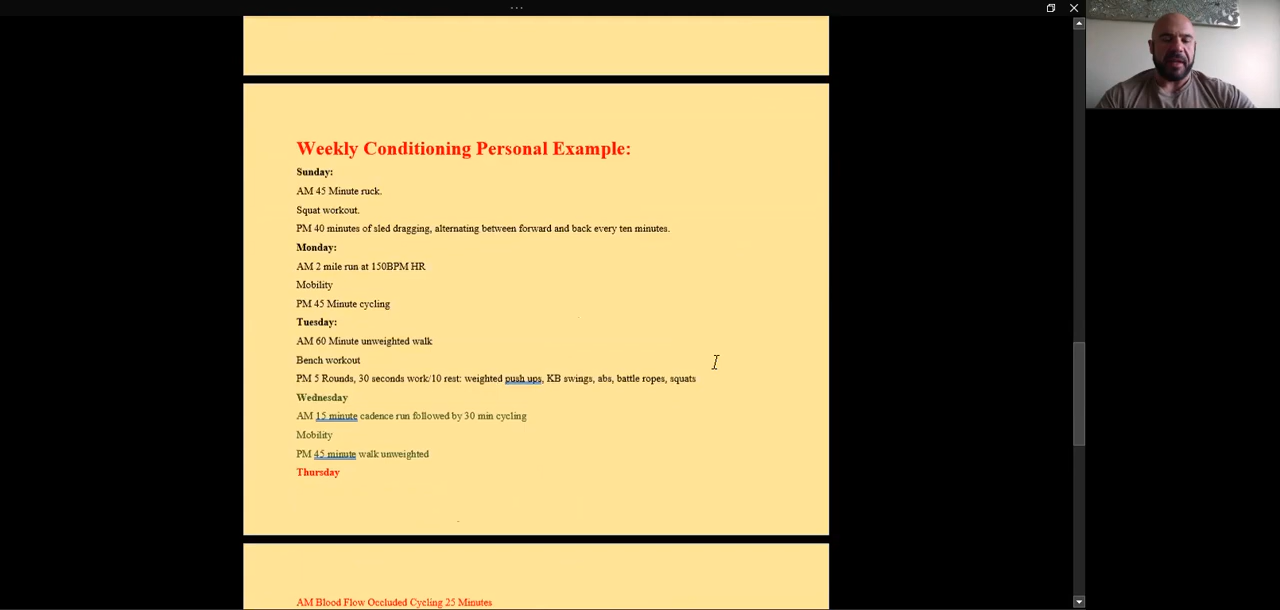 Weekly Conditioning Personal Example:
Sunday:
AM 45 Minute ruck.
Squat workout.
PM 40 minutes of sled dragging, alternating between forward and back every ten minutes.
Monday:
AM 2 mile run at 150BPM HR
Mobility
PM 45 Minute cycling
Tuesday:
AM 60 Minute unweighted walk
Bench workout
PM 5 Rounds, 30 seconds work/10 rest: weighted push ups, KB swings, abs, battle ropes, squats
Wednesday
AM 15 minute cadence run followed by 30 min cycling
Mobility
PM 45 minute walk unweighted
Thursday
AM Blood Flow Occluded Cycling 25 Minutes